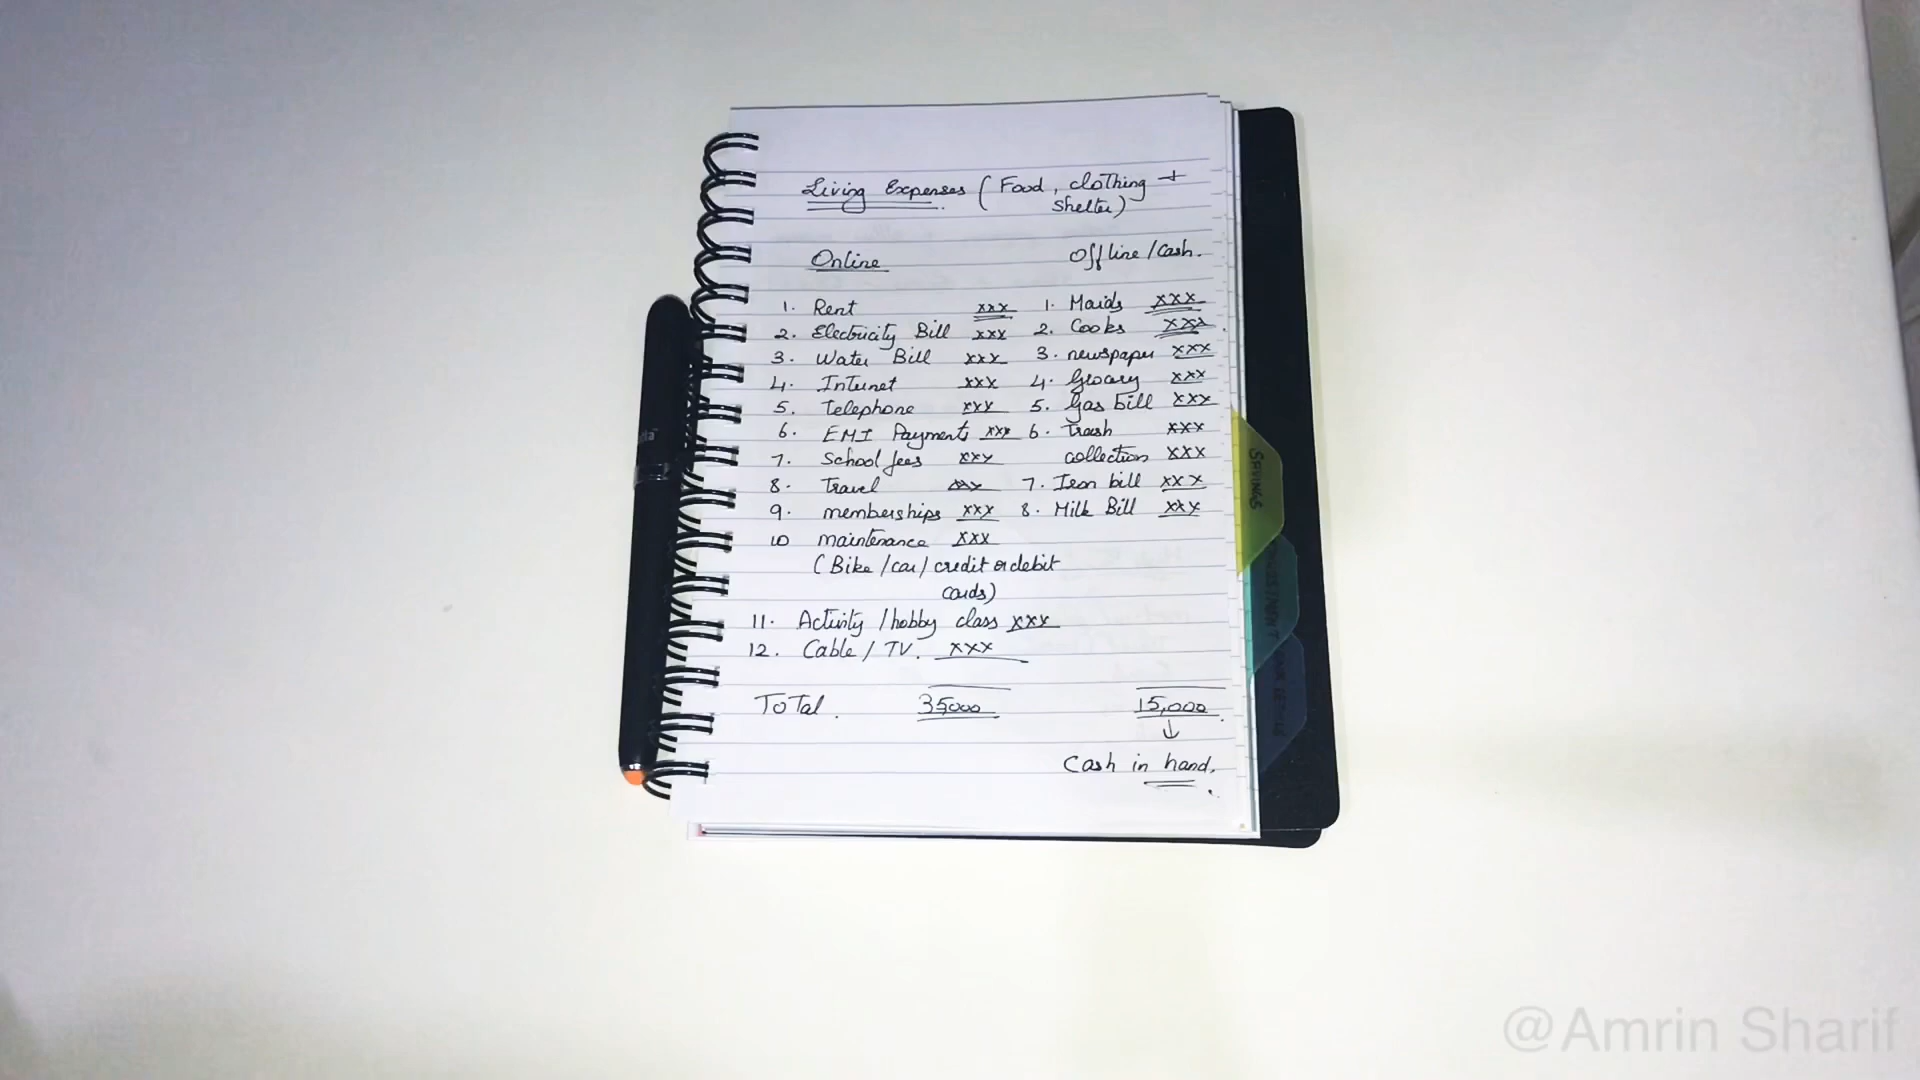 Living Expenses (Food, clothing +
Shelter)
Online Offline/Cash.
1. Rent xxx 1. Maids xxx
2. Electricity Bill xxx 2. Cooks xxx
3. Water Bill xxx 3. newspaper xxx
4. Internet xxx 4. Grocery xxx
5. Telephone xxx 5. Gas bill xxx
6. EMI Payments xxx 6. Trash xxx
7. School fees xxx collection xxx
8. Travel xxx 7. Iron bill xxx
9. memberships xxx 8. Milk Bill xxx
10 maintenance xxx
(Bike/car/credit or debit
cards)
11. Activity/hobby class xxx
12. Cable/TV. xxx
ToTal. 35000 15,000
↓
Cash in hand.
SAVINGS
@Amrin Sharif